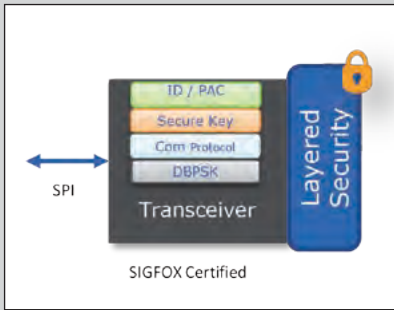 ID / PAC
Secure Key
Com Protocol
DBPSK
Transceiver
Layered
Security
SPI
SIGFOX Certified